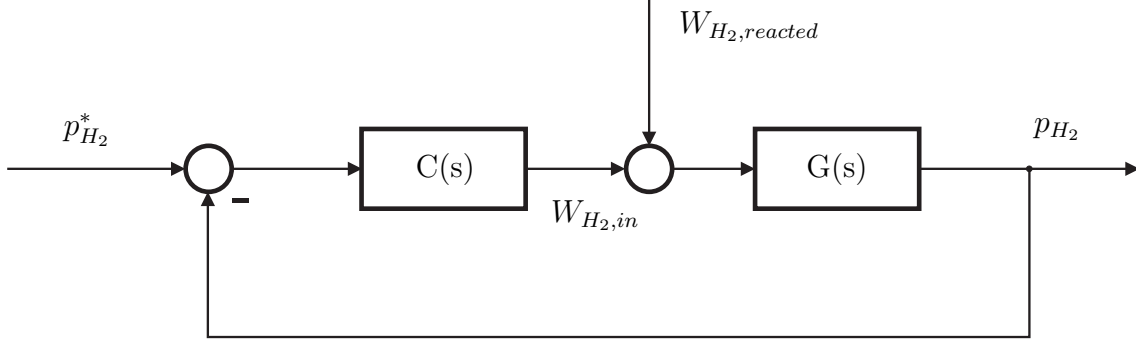 W_{H_2,reacted}
p^*_{H_2}
p_{H_2}
C(s)
G(s)
W_{H_2,in}
-